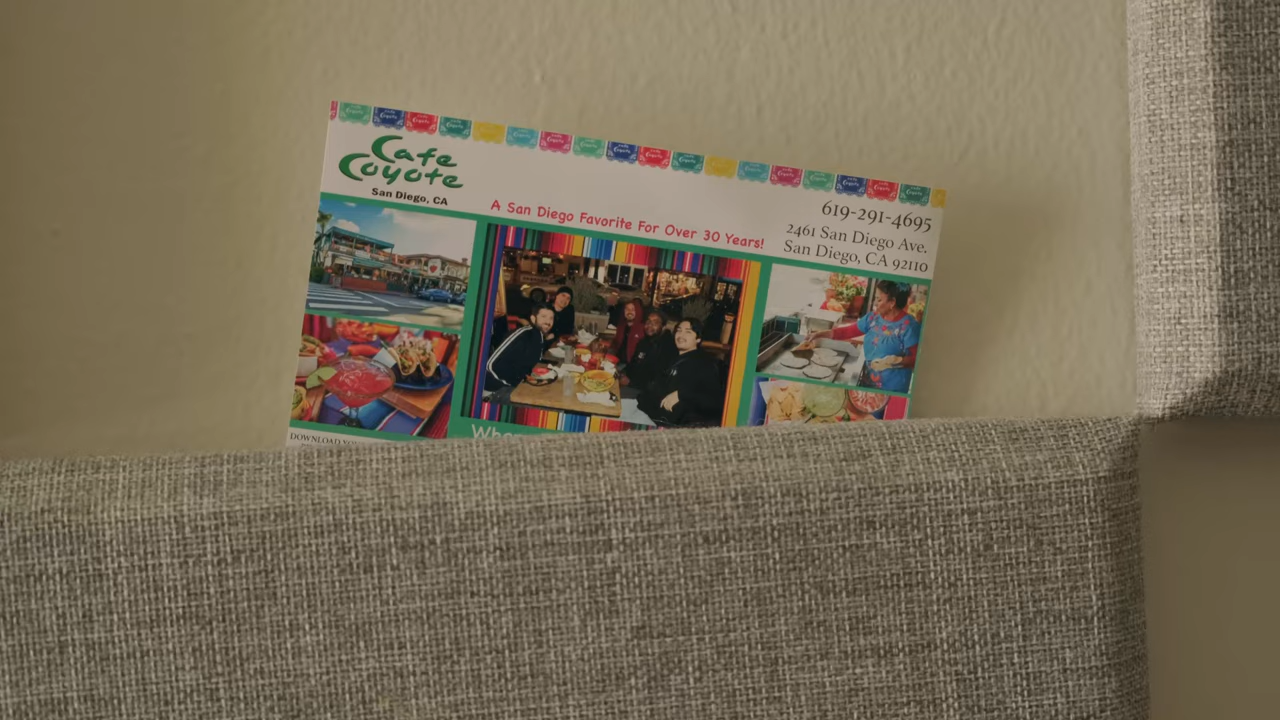 Cafe
Coyote
San Diego, CA
A San Diego Favorite For Over 30 Years!
619-291-4695
2461 San Diego Ave.
San Diego, CA 92110
DOWNLOAD